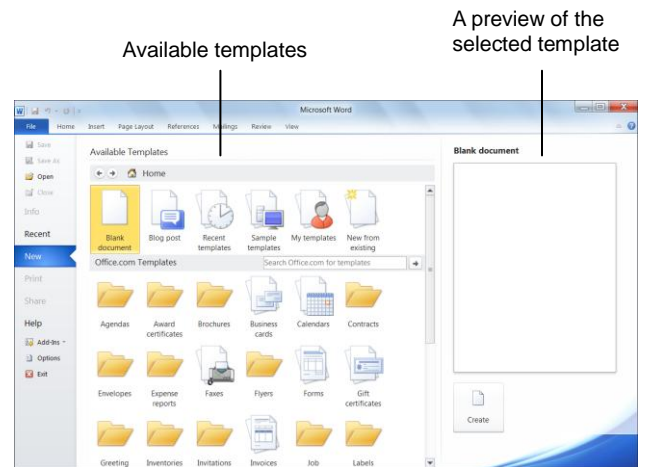 A preview of the
selected template
Available templates
Microsoft Word
File Home Insert Page Layout References Mailings Review View
Save
Save As
Open
Close
Info
Recent
New
Print
Share
Help
Add-Ins
Options
Exit
Available Templates
Home
Blank document
Blog post
Recent templates
Sample templates
My templates
New from existing
Office.com Templates
Search Office.com for templates
Agendas
Award certificates
Brochures
Business cards
Calendars
Contracts
Envelopes
Expense reports
Faxes
Flyers
Forms
Gift certificates
Greeting
Inventories
Invitations
Invoices
Job
Labels
Blank document
Create